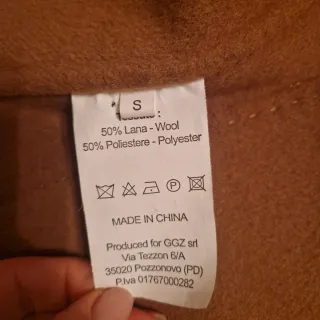 S
50% Lana - Wool
50% Poliestere - Polyester
P
MADE IN CHINA
Produced for GGZ srl
Via Tezzon 6/A
35020 Pozzonovo (PD)
P.Iva 01767000282